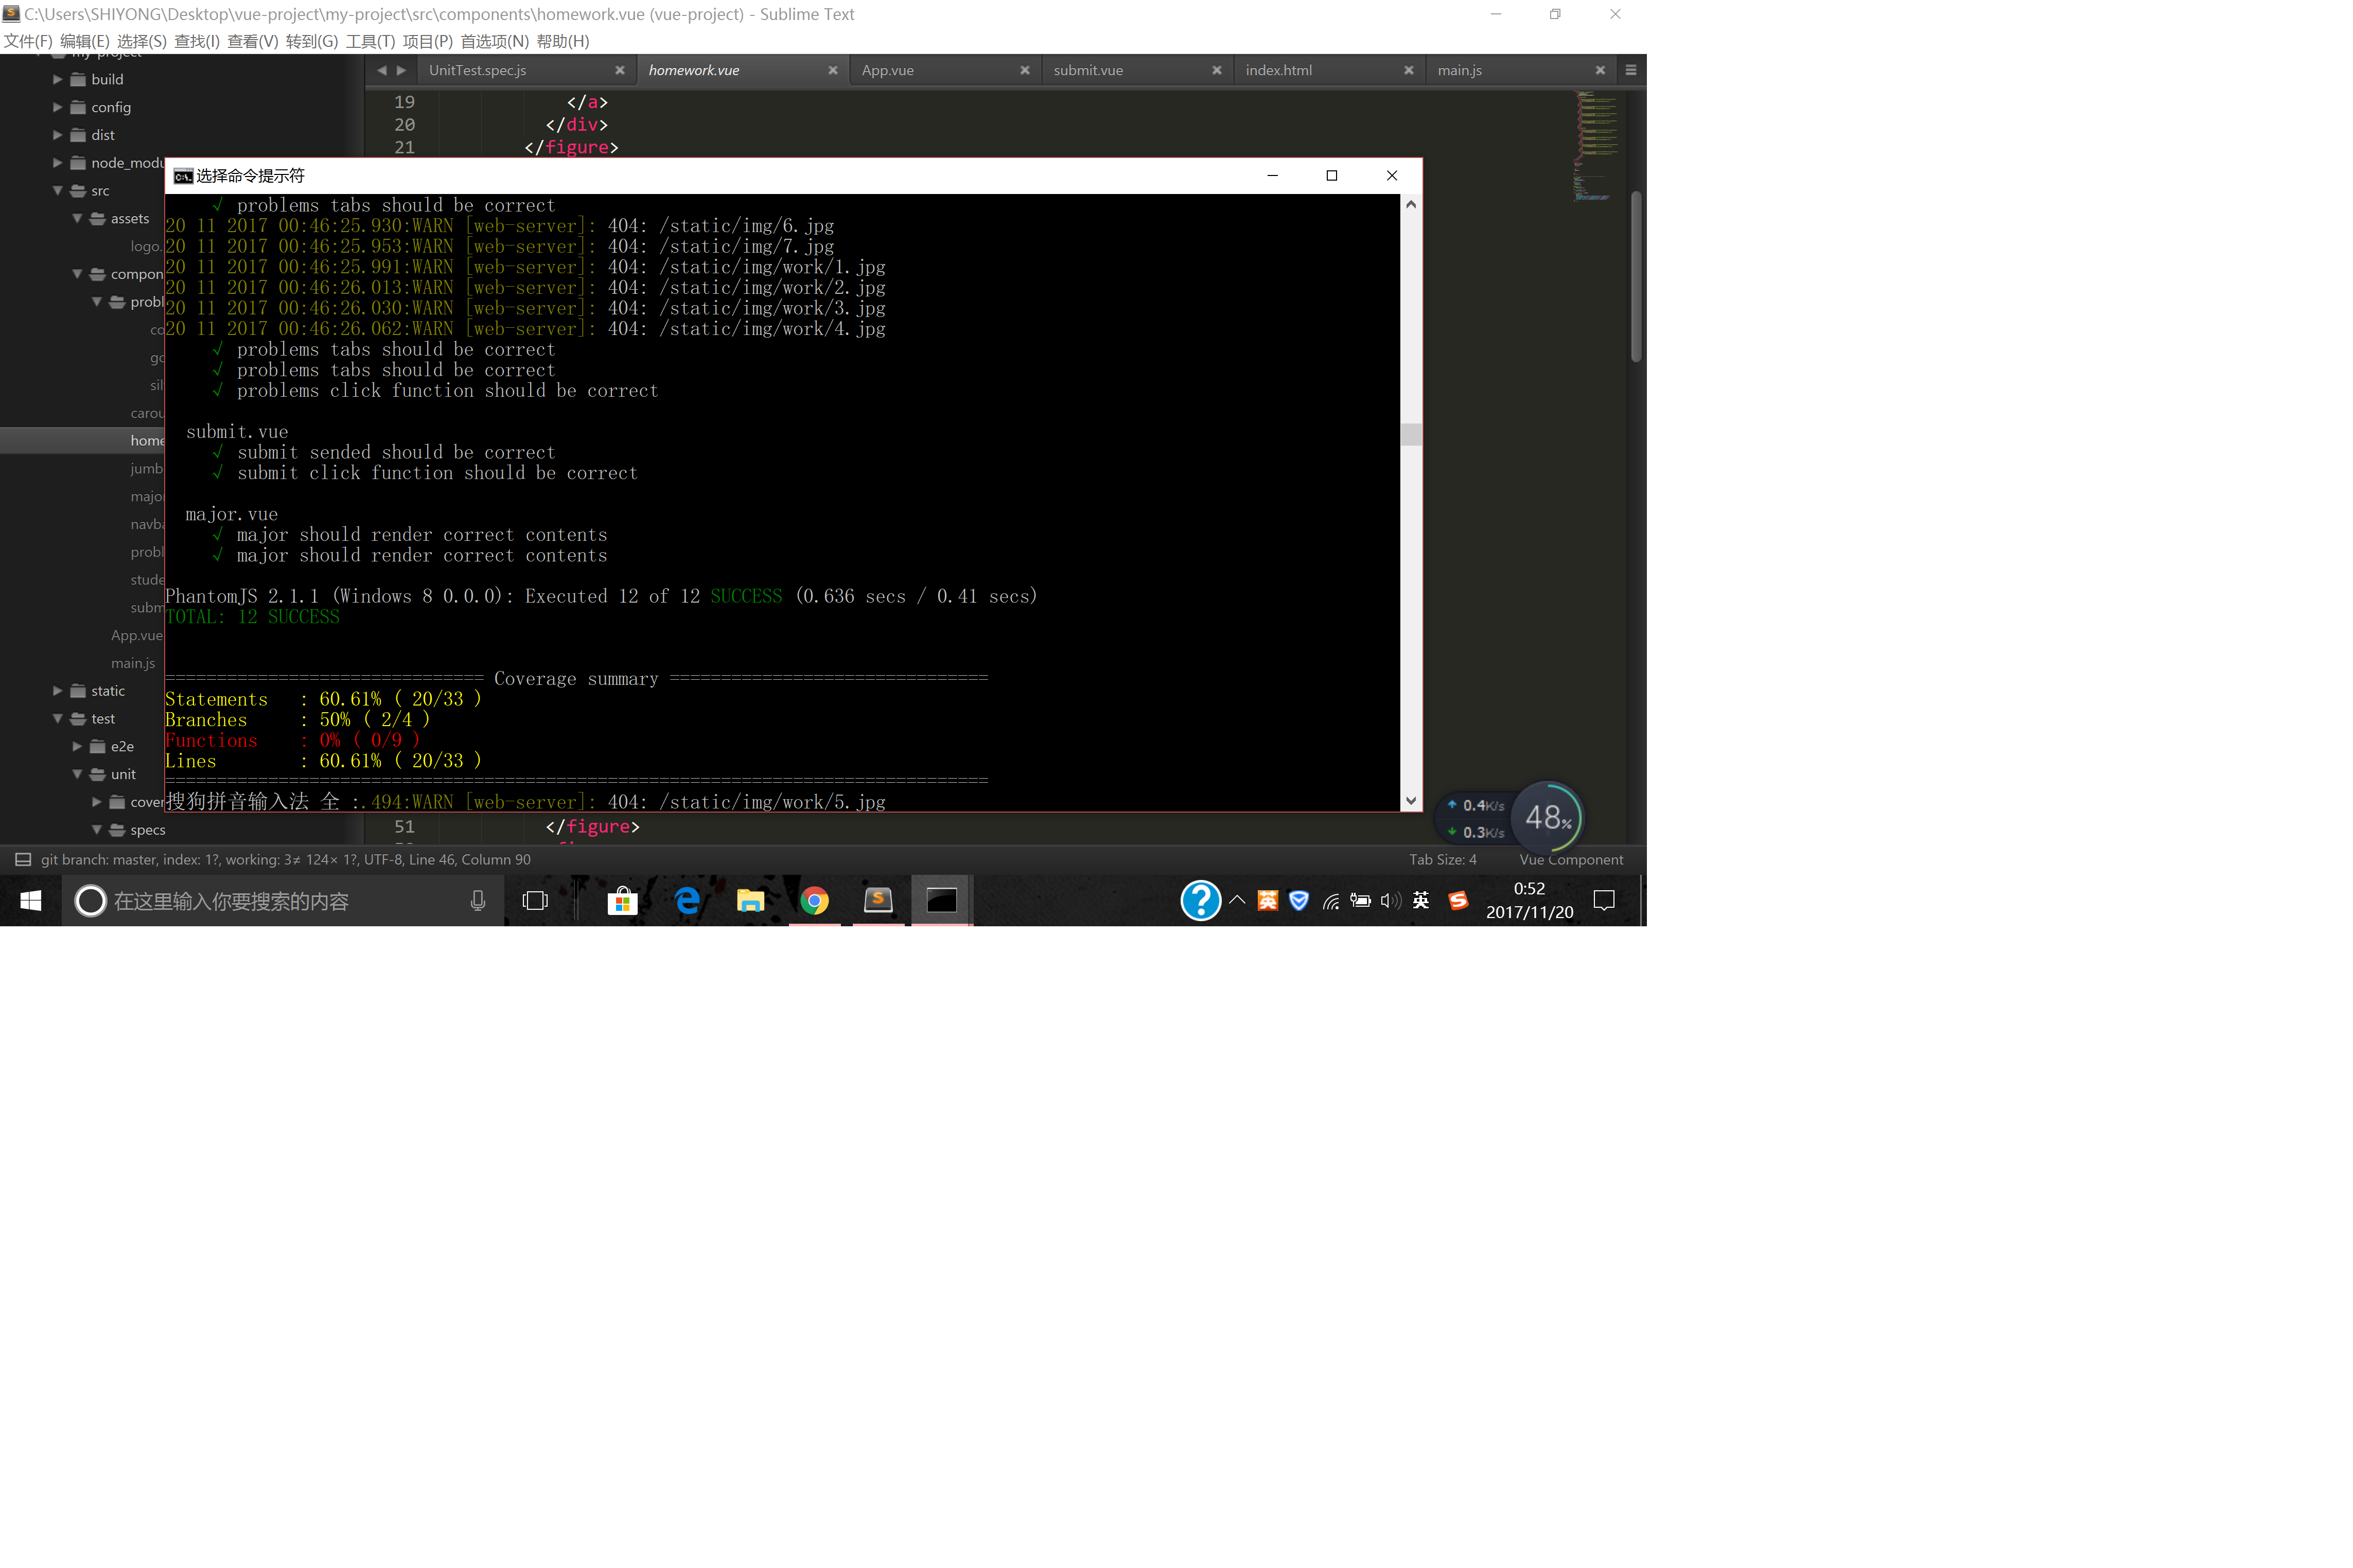 C:\Users\SHIYONG\Desktop\vue-project\my-project\src\components\homework.vue (vue-project) - Sublime Text
文件(F) 编辑(E) 选择(S) 查找(I) 查看(V) 转到(G) 工具(T) 项目(P) 首选项(N) 帮助(H)
my-project
build
config
dist
node_modu
src
assets
logo.
compon
probl
co
go
sil
carou
home
jumb
major
navba
probl
stude
subm
App.vue
main.js
static
test
e2e
unit
cover
specs
UnitTest.spec.js
homework.vue
App.vue
submit.vue
index.html
main.js
19 </a>
20 </div>
21 </figure>
选择命令提示符
√ problems tabs should be correct
20 11 2017 00:46:25.930:WARN [web-server]: 404: /static/img/6.jpg
20 11 2017 00:46:25.953:WARN [web-server]: 404: /static/img/7.jpg
20 11 2017 00:46:25.991:WARN [web-server]: 404: /static/img/work/1.jpg
20 11 2017 00:46:26.013:WARN [web-server]: 404: /static/img/work/2.jpg
20 11 2017 00:46:26.030:WARN [web-server]: 404: /static/img/work/3.jpg
20 11 2017 00:46:26.062:WARN [web-server]: 404: /static/img/work/4.jpg
√ problems tabs should be correct
√ problems tabs should be correct
√ problems click function should be correct
submit.vue
√ submit sended should be correct
√ submit click function should be correct
major.vue
√ major should render correct contents
√ major should render correct contents
PhantomJS 2.1.1 (Windows 8 0.0.0): Executed 12 of 12 SUCCESS (0.636 secs / 0.41 secs)
TOTAL: 12 SUCCESS
=============================== Coverage summary ===============================
Statements : 60.61% ( 20/33 )
Branches : 50% ( 2/4 )
Functions : 0% ( 0/9 )
Lines : 60.61% ( 20/33 )
================================================================================
搜狗拼音输入法 全 :.494:WARN [web-server]: 404: /static/img/work/5.jpg
51 </figure>
0.4K/s
0.3K/s
48%
git branch: master, index: 1?, working: 3≠ 124× 1?, UTF-8, Line 46, Column 90
Tab Size: 4
Vue Component
在这里输入你要搜索的内容
英
英
0:52
2017/11/20